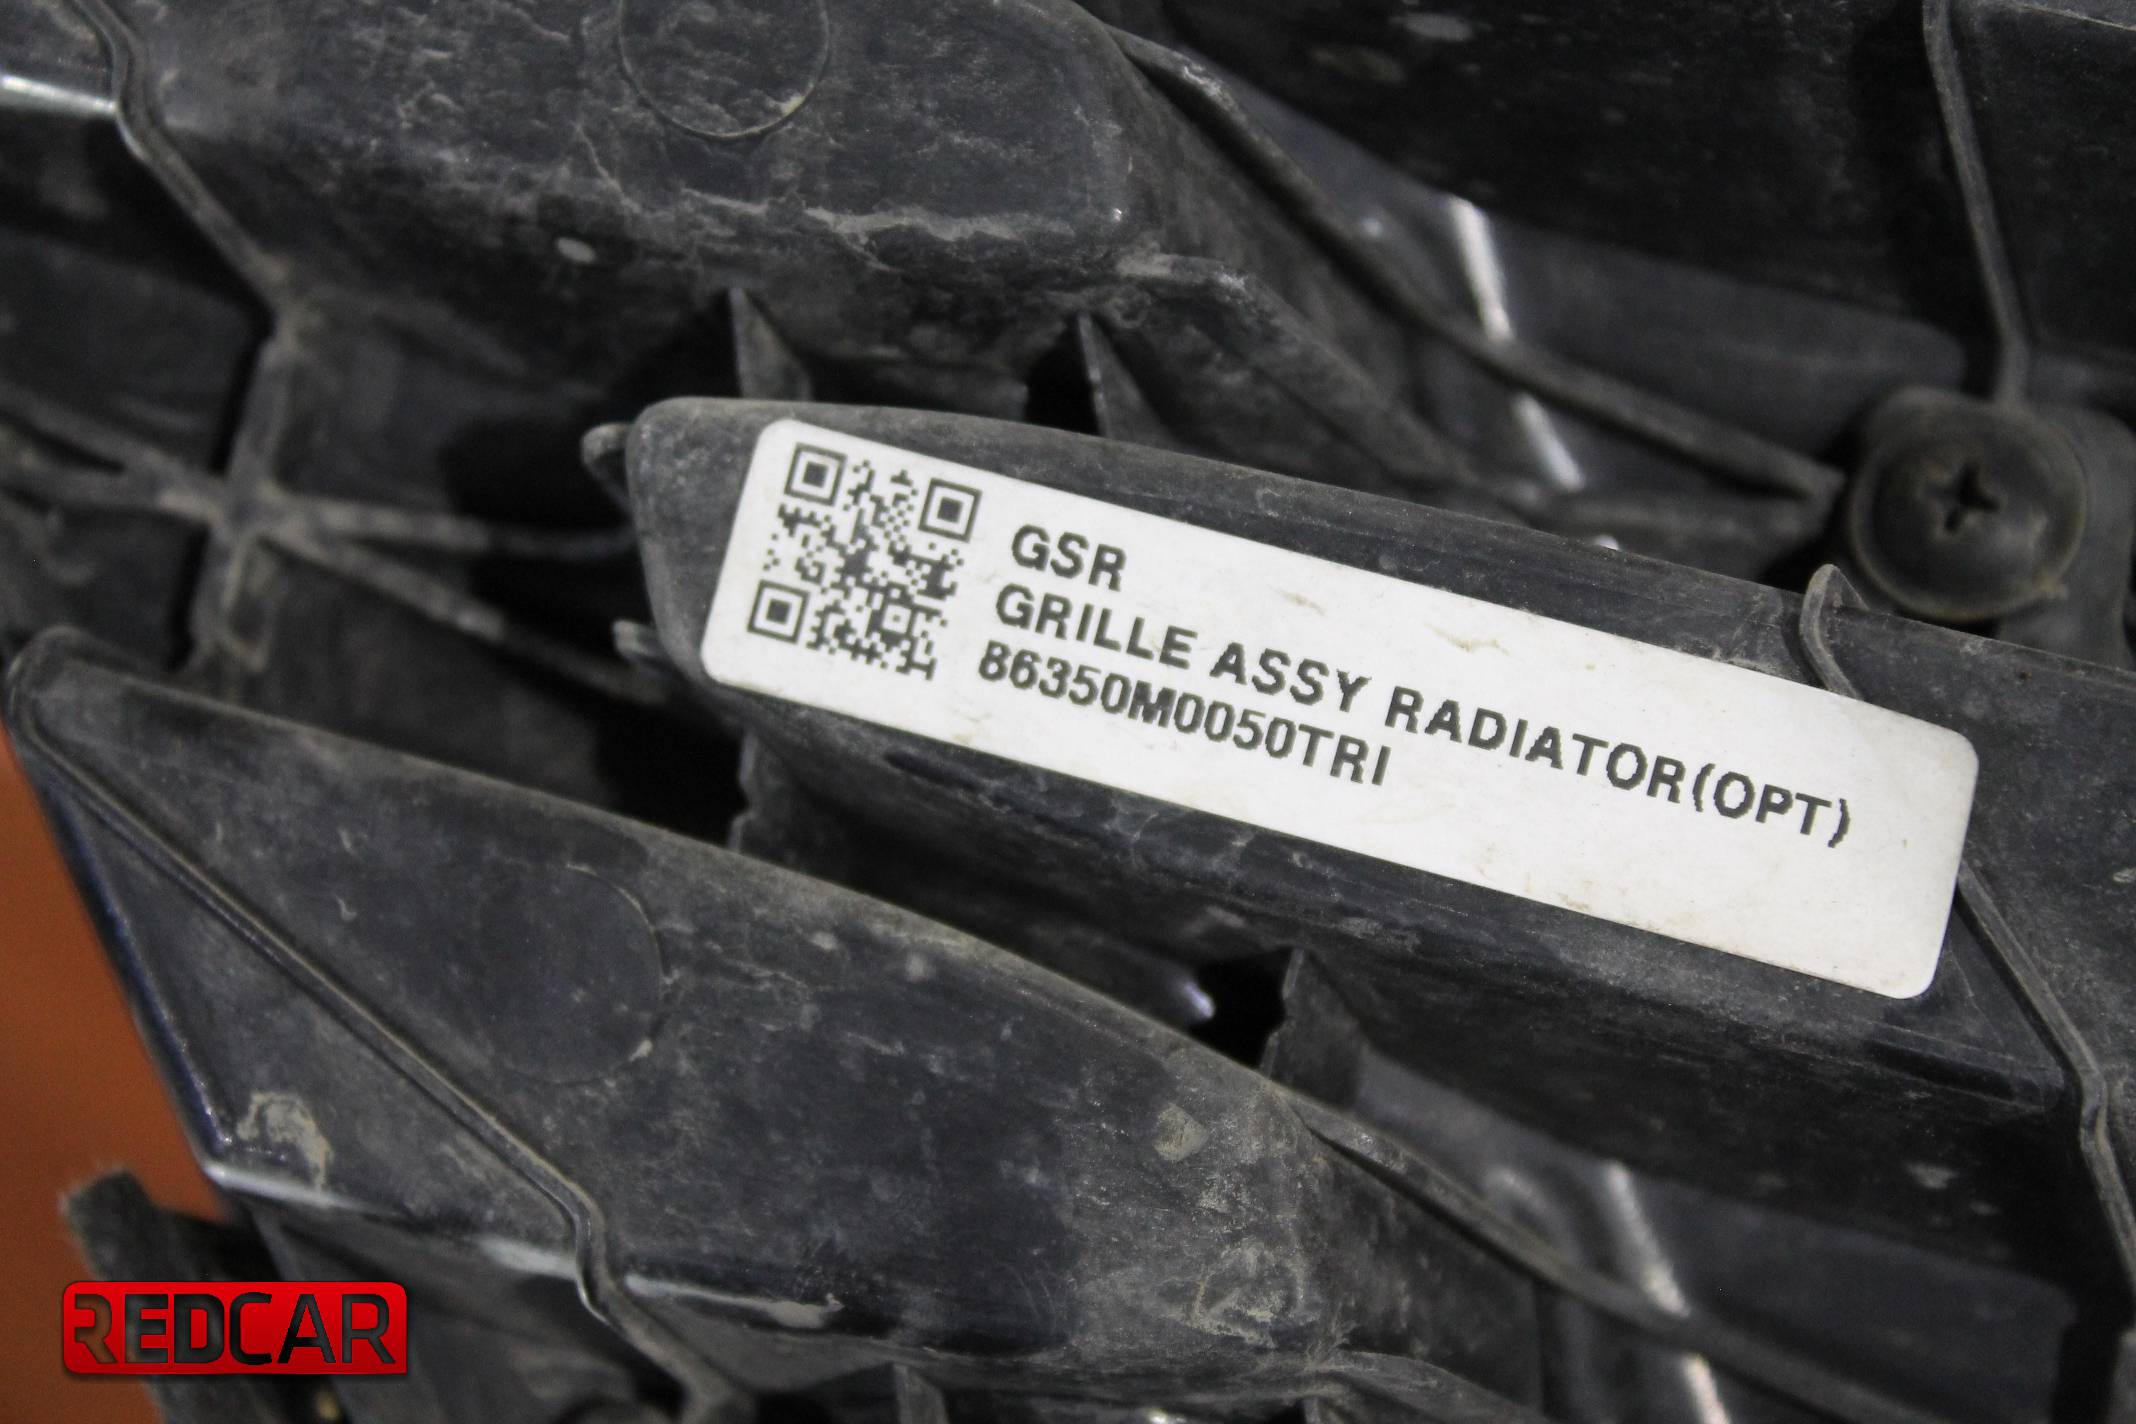 GSR
GRILLE ASSY RADIATOR(OPT)
86350M0050TRI
REDCAR